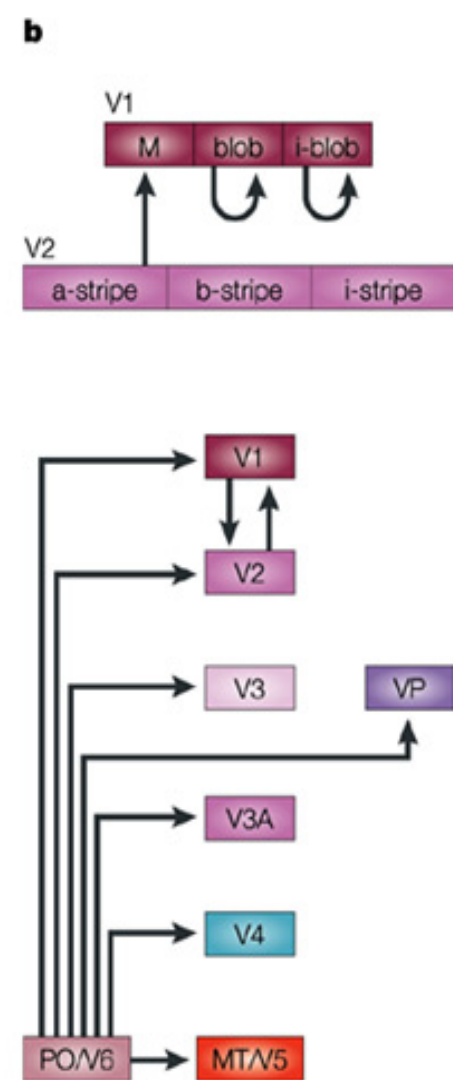 b
V1
M blob i-blob
V2
a-stripe b-stripe i-stripe
V1
V2
V3 VP
V3A
V4
PO/V6 MT/V5